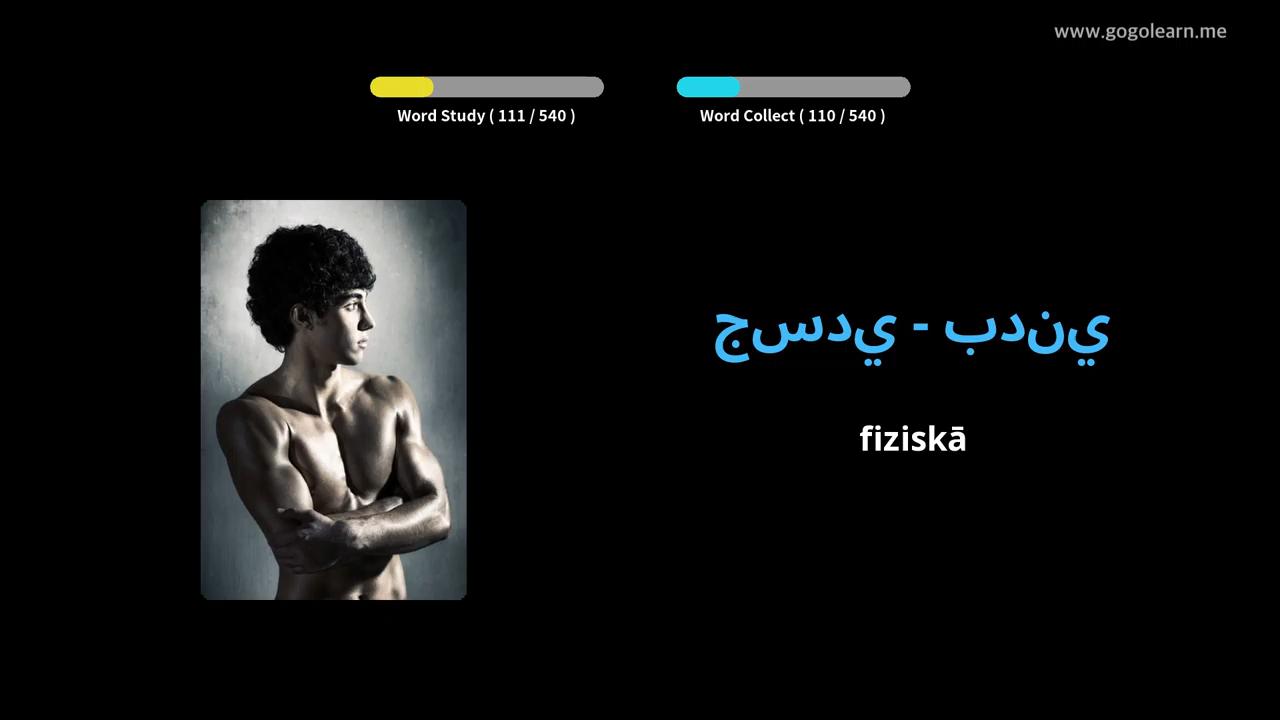 www.gogolearn.me
Word Study ( 111 / 540 )
Word Collect ( 110 / 540 )
جسدي - بدني
fiziskā